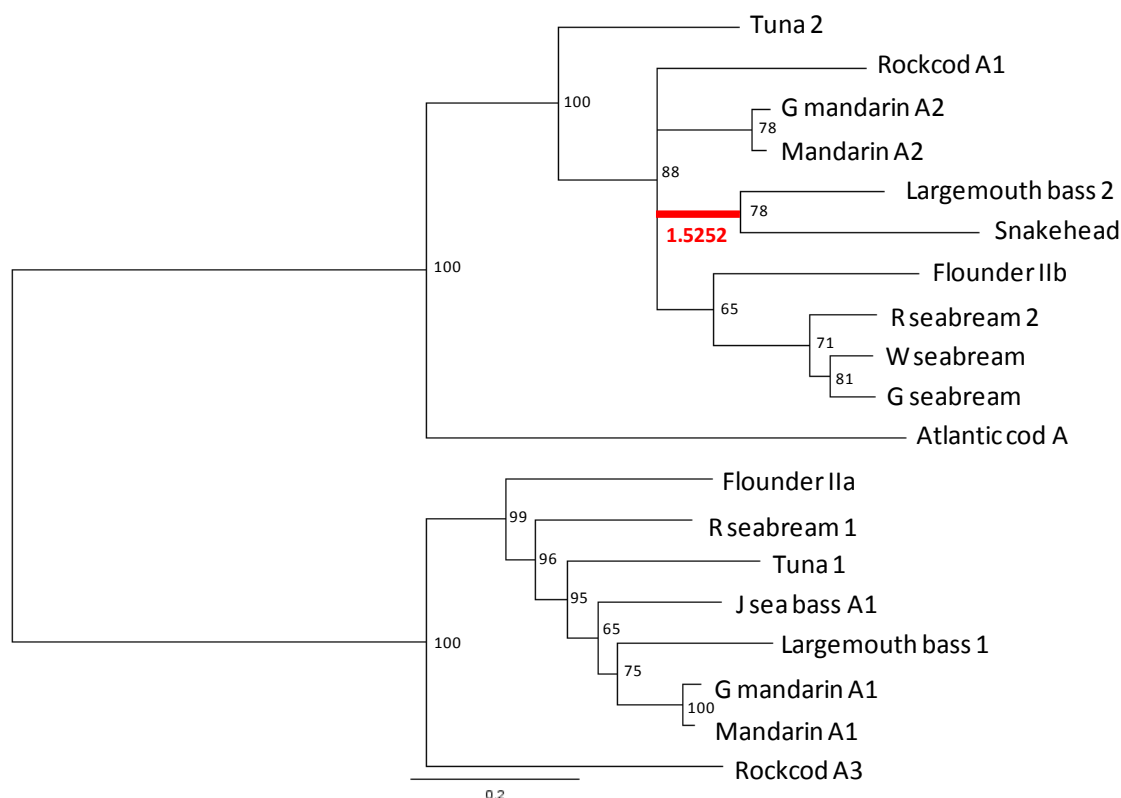 Tuna 2
Rockcod A1
100
G mandarin A2
78
Mandarin A2
88
Largemouth bass 2
78
1.5252
Snakehead
100
Flounder IIb
65
R seabream 2
71
W seabream
81
G seabream
Atlantic cod A
Flounder IIa
99
R seabream 1
96
Tuna 1
95
J sea bass A1
65
100
Largemouth bass 1
75
G mandarin A1
100
Mandarin A1
Rockcod A3
0.2